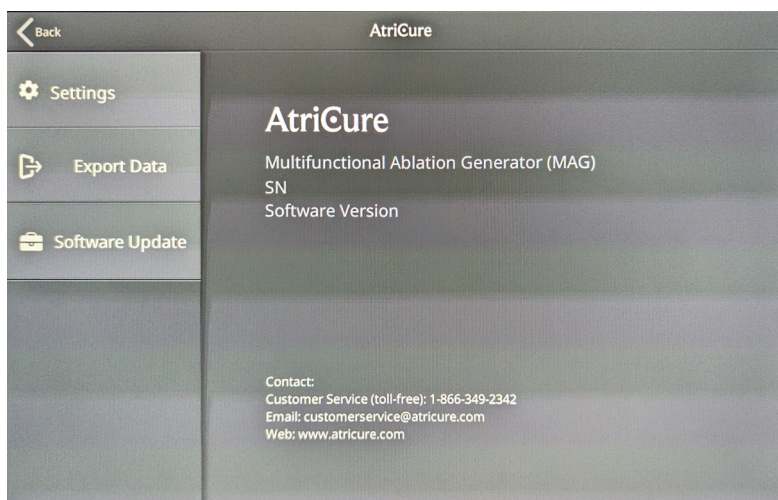 Back
AtriCure
Settings
Export Data
Software Update
AtriCure
Multifunctional Ablation Generator (MAG)
SN
Software Version
Contact:
Customer Service (toll-free): 1-866-349-2342
Email: customerservice@atricure.com
Web: www.atricure.com